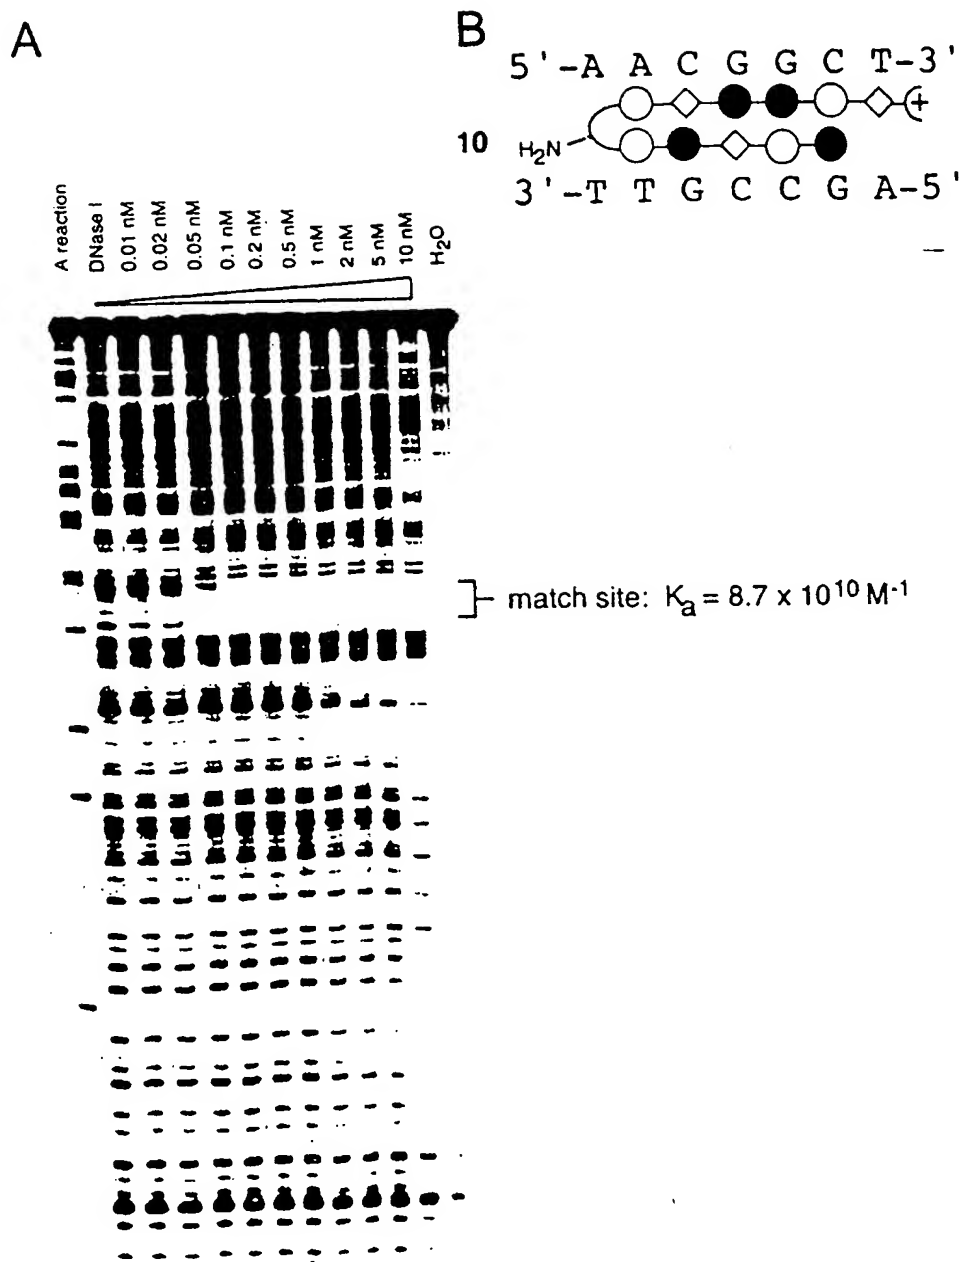 A
A reaction
DNase I
0.01 nM
0.02 nM
0.05 nM
0.1 nM
0.2 nM
0.5 nM
1 nM
2 nM
5 nM
10 nM
H₂O
match site: Kₐ = 8.7 x 10¹⁰ M⁻¹
B
5'-A A C G G C T-3'
+
10
H₂N
3'-T T G C C G A-5'